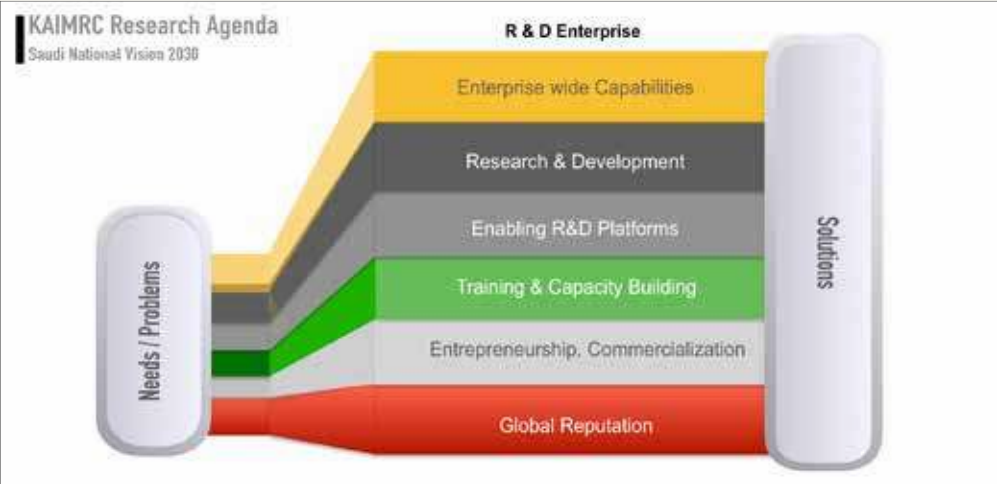 KAIMRC Research Agenda
Saudi National Vision 2030
R & D Enterprise
Enterprise wide Capabilities
Research & Development
Enabling R&D Platforms
Training & Capacity Building
Entrepreneurship, Commercialization
Global Reputation
Needs / Problems
Solutions